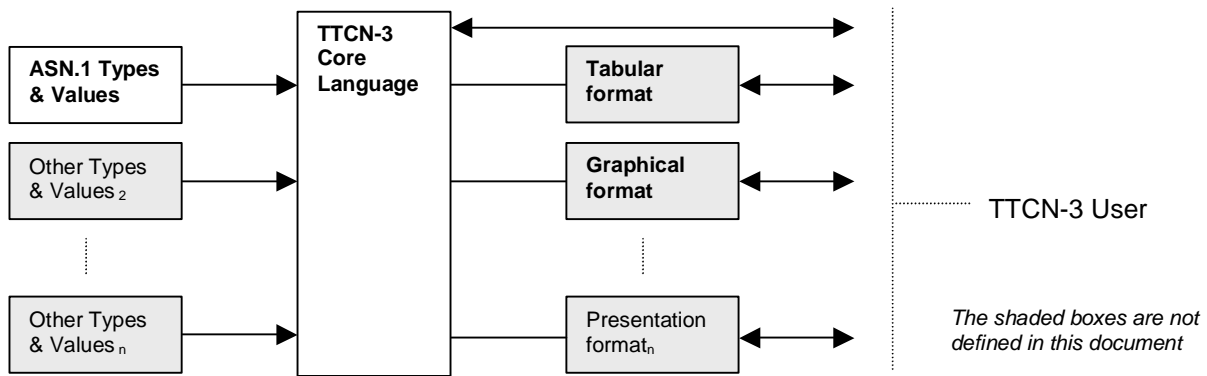 TTCN-3
Core
Language
ASN.1 Types
& Values
Tabular
format
Other Types
& Values 2
Graphical
format
TTCN-3 User
Other Types
& Values n
Presentation
formatn
The shaded boxes are not
defined in this document